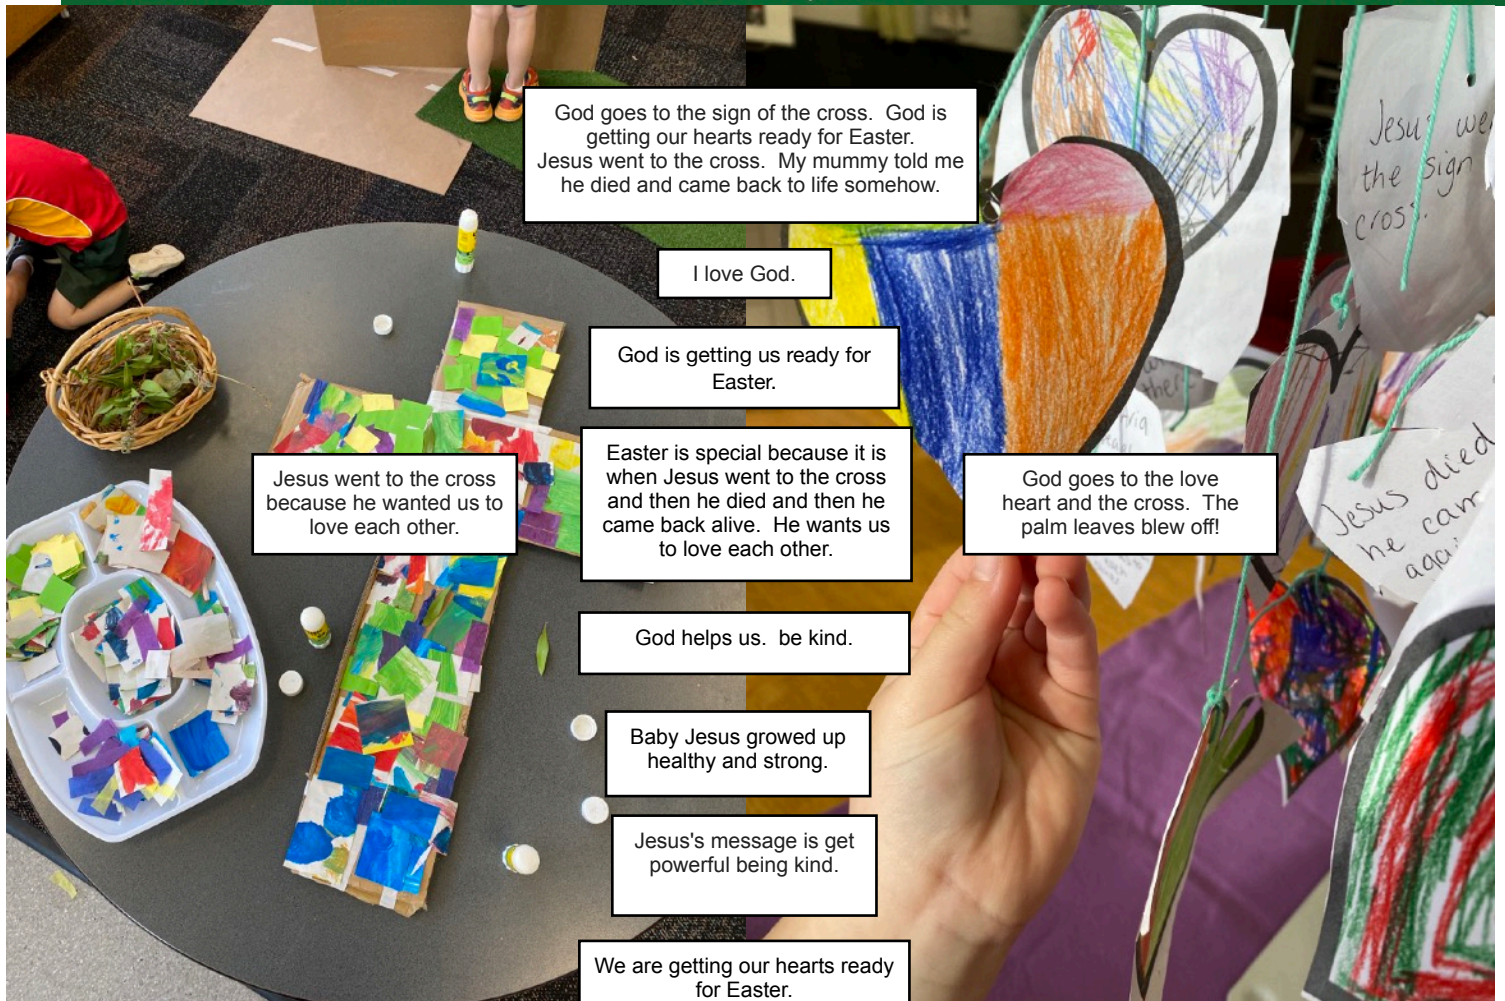 God goes to the sign of the cross.  God is
getting our hearts ready for Easter.
Jesus went to the cross.  My mummy told me
he died and came back to life somehow.
I love God.
God is getting us ready for
Easter.
Jesus went to the cross
because he wanted us to
love each other.
Easter is special because it is
when Jesus went to the cross
and then he died and then he
came back alive.  He wants us
to love each other.
God goes to the love
heart and the cross.  The
palm leaves blew off!
God helps us.  be kind.
Baby Jesus growed up
healthy and strong.
Jesus's message is get
powerful being kind.
We are getting our hearts ready
for Easter.
Jesus
the sign
cross.
Jesus died
he